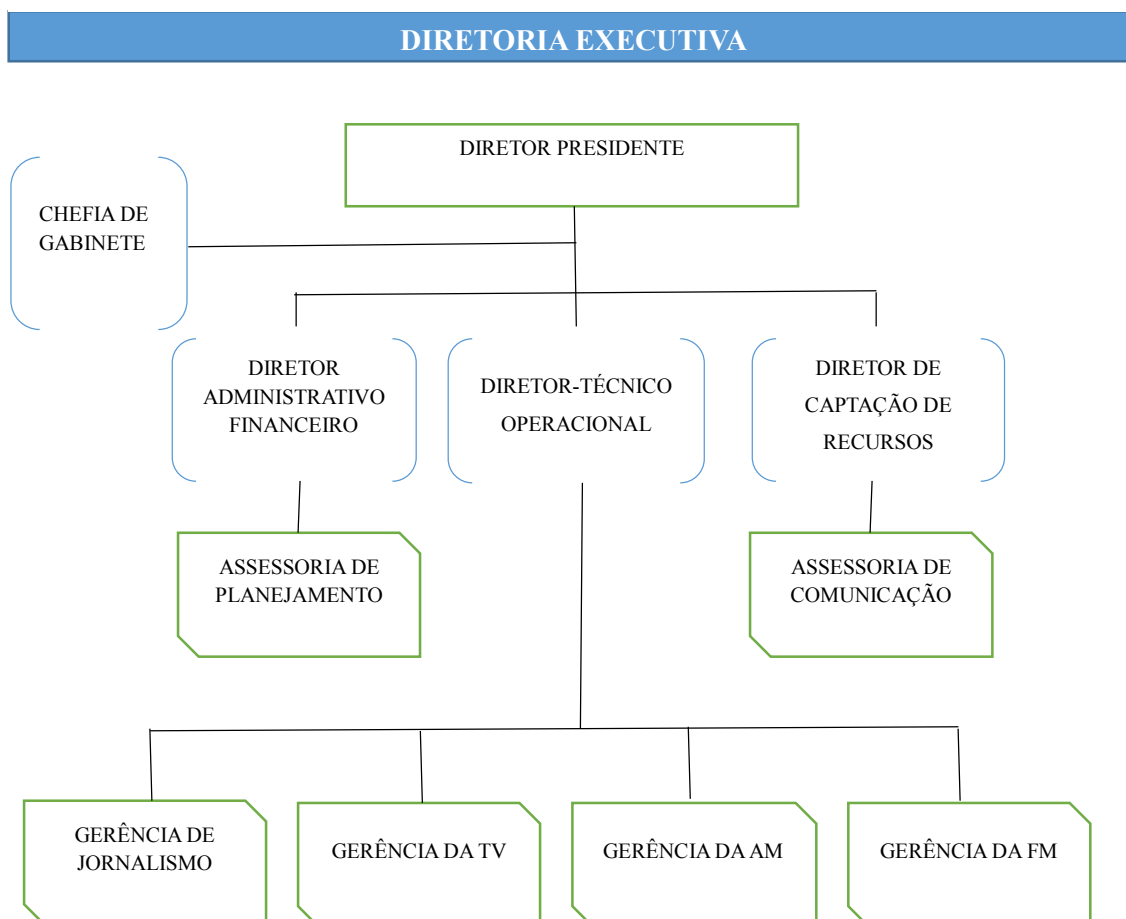 DIRETORIA EXECUTIVA
DIRETOR PRESIDENTE
CHEFIA DE
GABINETE
DIRETOR
ADMINISTRATIVO
FINANCEIRO
DIRETOR-TÉCNICO
OPERACIONAL
DIRETOR DE
CAPTAÇÃO DE
RECURSOS
ASSESSORIA DE
PLANEJAMENTO
ASSESSORIA DE
COMUNICAÇÃO
GERÊNCIA DE
JORNALISMO
GERÊNCIA DA TV
GERÊNCIA DA AM
GERÊNCIA DA FM